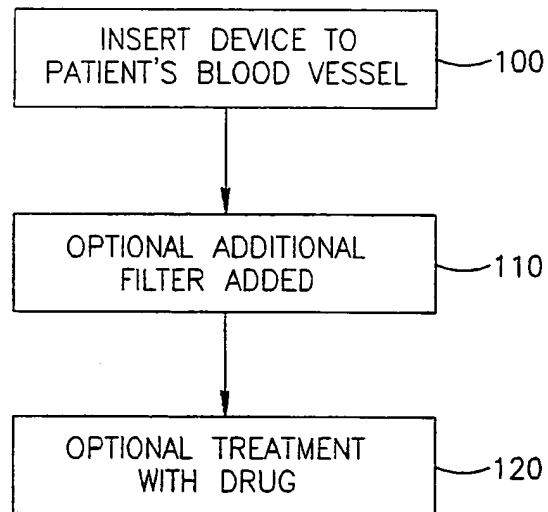 INSERT DEVICE TO
PATIENT'S BLOOD VESSEL
100
OPTIONAL ADDITIONAL
FILTER ADDED
110
OPTIONAL TREATMENT
WITH DRUG
120